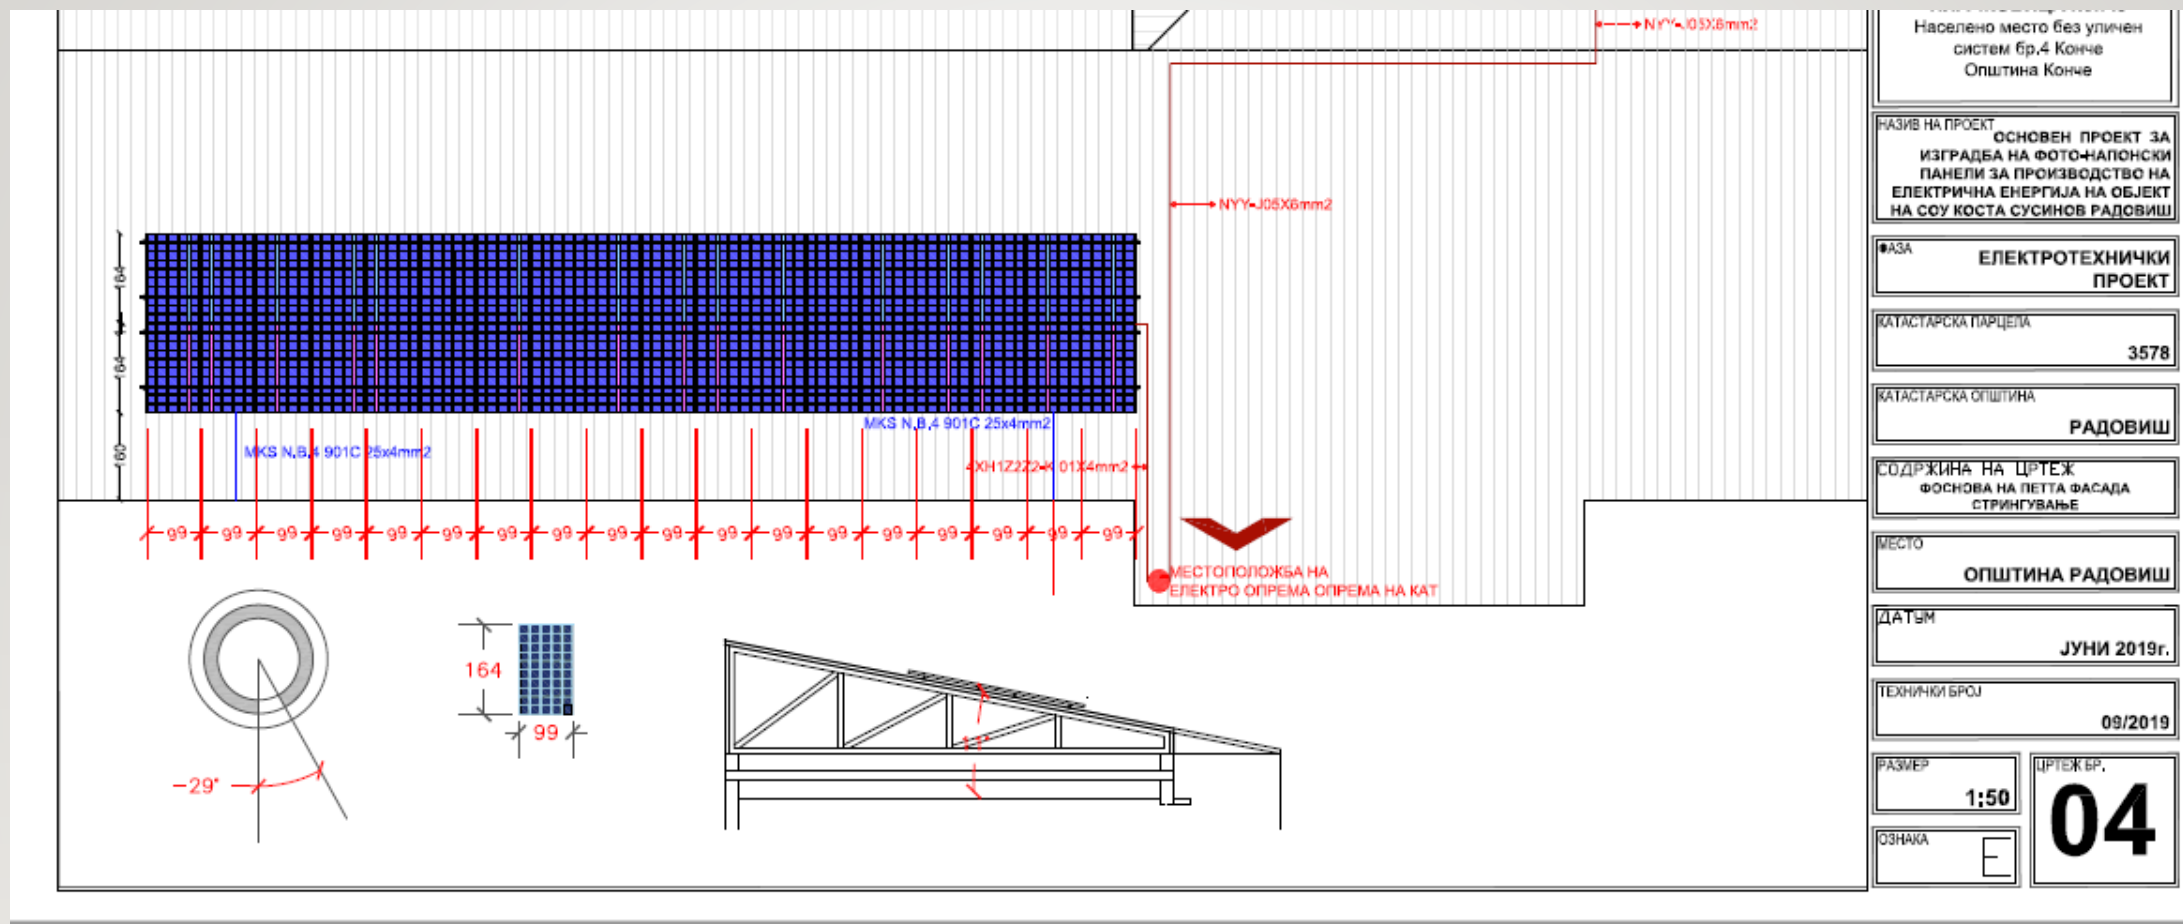 NYY-J05X6mm2
Населено место без уличен
систем бр.4 Конче
Општина Конче
НАЗИВ НА ПРОЕКТ
ОСНОВЕН ПРОЕКТ ЗА
ИЗГРАДБА НА ФОТО-НАПОНСКИ
ПАНЕЛИ ЗА ПРОИЗВОДСТВО НА
ЕЛЕКТРИЧНА ЕНЕРГИЈА НА ОБЈЕКТ
НА СОУ КОСТА СУСИНОВ РАДОВИШ
NYY-J05X6mm2
ФАЗА
ЕЛЕКТРОТЕХНИЧКИ
ПРОЕКТ
164
КАТАСТАРСКА ПАРЦЕЛА
3578
164
КАТАСТАРСКА ОПШТИНА
РАДОВИШ
MKS N.B.4 901C 25x4mm2
MKS N.B.4 901C 25x4mm2
160
4XH1Z2Z2-K 01X4mm2
СОДРЖИНА НА ЦРТЕЖ
ФОСНОВА НА ПЕТТА ФАСАДА
СТРИНГУВАЊЕ
99 99 99 99 99 99 99 99 99 99 99 99 99 99 99 99 99 99
МЕСТО
ОПШТИНА РАДОВИШ
МЕСТОПОЛОЖБА НА
ЕЛЕКТРО ОПРЕМА ОПРЕМА НА КАТ
ДАТУМ
ЈУНИ 2019г.
164
99
-29°
11°
ТЕХНИЧКИ БРОЈ
09/2019
РАЗМЕР
1:50
ЦРТЕЖ БР.
04
ОЗНАКА
E